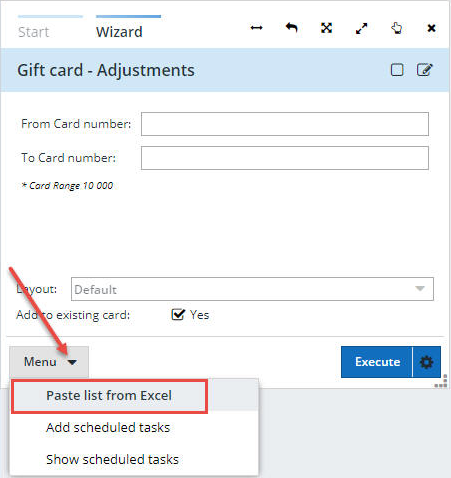 Start Wizard
Gift card - Adjustments
From Card number:
To Card number:
* Card Range 10 000
Layout: Default
Add to existing card: Yes
Menu Execute
Paste list from Excel
Add scheduled tasks
Show scheduled tasks